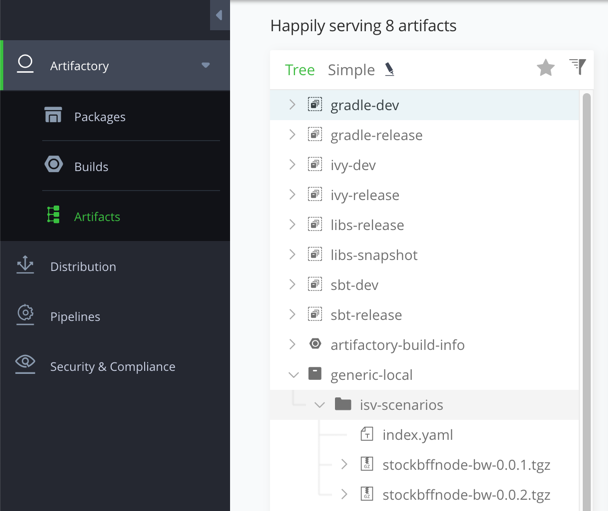 Happily serving 8 artifacts
Artifactory
Packages
Builds
Artifacts
Distribution
Pipelines
Security & Compliance
Tree Simple
gradle-dev
gradle-release
ivy-dev
ivy-release
libs-release
libs-snapshot
sbt-dev
sbt-release
artifactory-build-info
generic-local
isv-scenarios
index.yaml
stockbffnode-bw-0.0.1.tgz
stockbffnode-bw-0.0.2.tgz